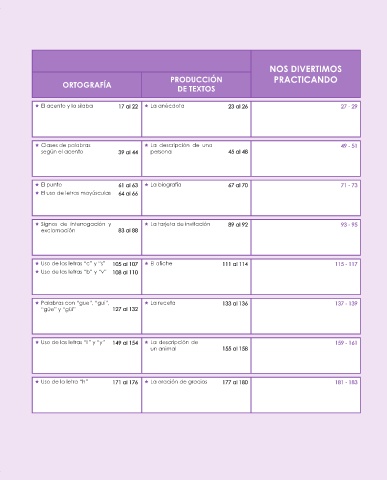 ORTOGRAFÍA
PRODUCCIÓN
DE TEXTOS
NOS DIVERTIMOS
PRACTICANDO
★ El acento y la sílaba 17 al 22
★ La anécdota 23 al 26
27 - 29
★ Clases de palabras
según el acento 39 al 44
★ La descripción de una
persona 45 al 48
49 - 51
★ El punto 61 al 63
★ El uso de letras mayúsculas 64 al 66
★ La biografía 67 al 70
71 - 73
★ Signos de interrogación y
exclamación 83 al 88
★ La tarjeta de invitación 89 al 92
93 - 95
★ Uso de las letras "c" y "s" 105 al 107
★ Uso de las letras "b" y "v" 108 al 110
★ El afiche 111 al 114
115 - 117
★ Palabras con "gue", "gui",
"güe" y "güi" 127 al 132
★ La receta 133 al 136
137 - 139
★ Uso de las letras "ll" y "y" 149 al 154
★ La descripción de
un animal 155 al 158
159 - 161
★ Uso de la letra "h" 171 al 176
★ La oración de gracias 177 al 180
181 - 183